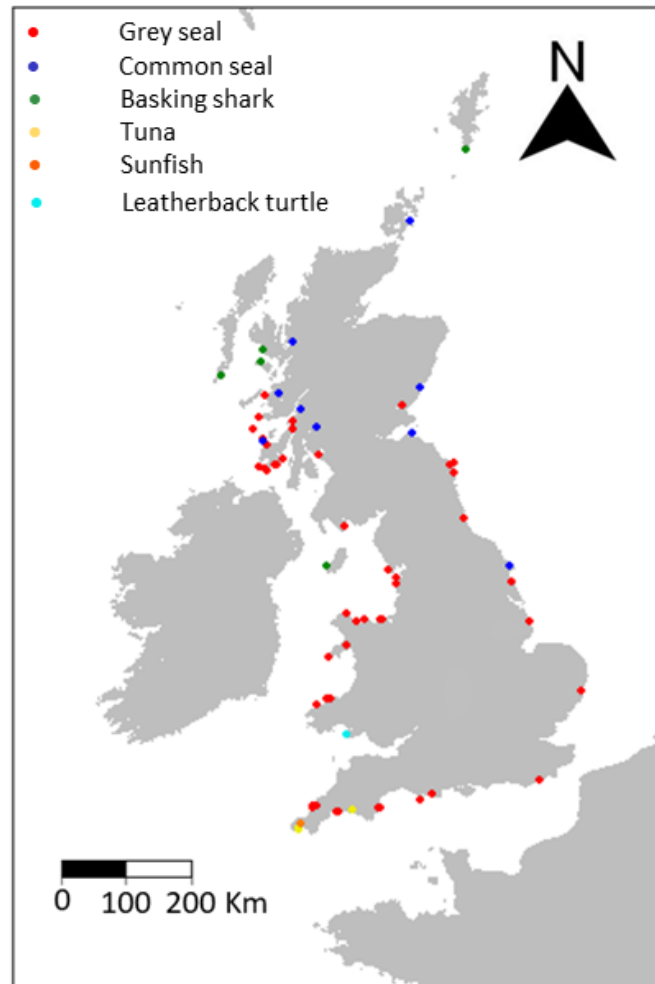 Grey seal
Common seal
Basking shark
Tuna
Sunfish
Leatherback turtle
N
0 100 200 Km